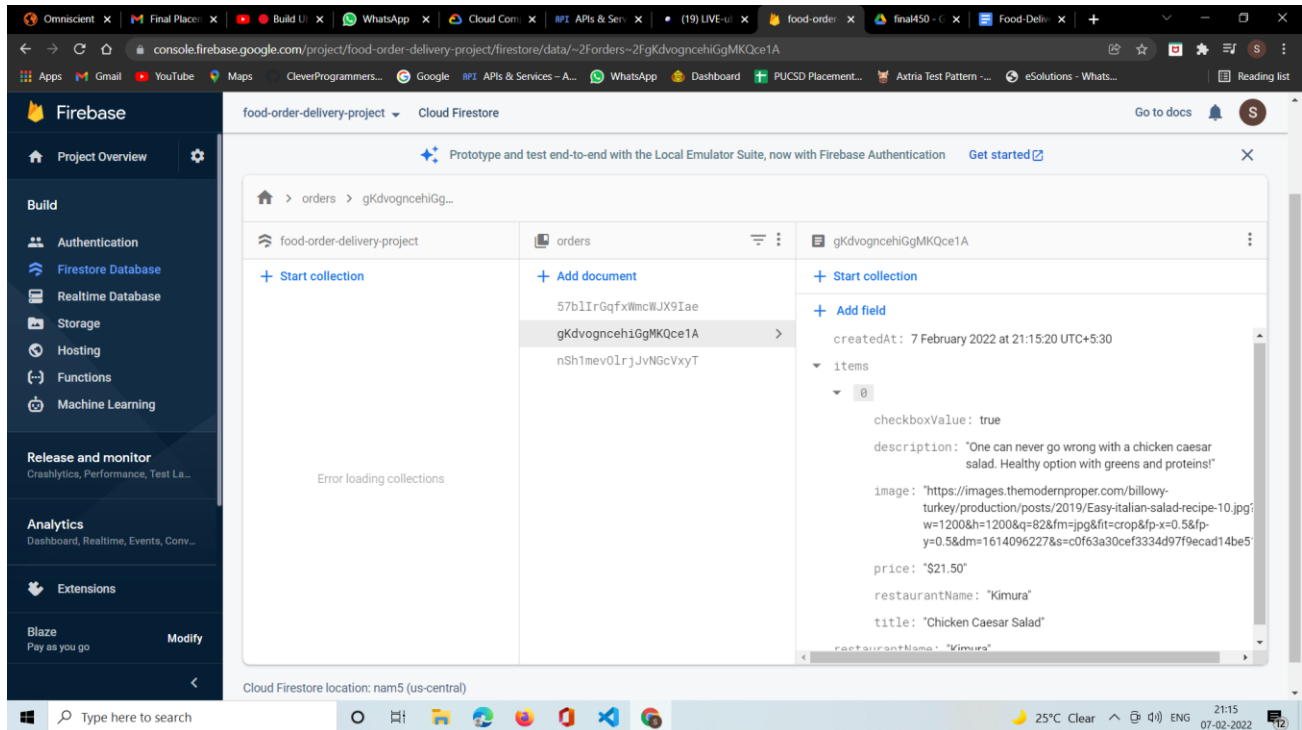 Omniscient
Final Placem
Build UI
WhatsApp
Cloud Com
API APIs & Serv
(19) LIVE-ul
food-order
final450 - G
Food-Deliv
console.firebase.google.com/project/food-order-delivery-project/firestore/data/~2Forders~2FgKdvogncehiGgMKQce1A
Apps Gmail YouTube Maps CleverProgrammers... Google API APIs & Services – A... WhatsApp Dashboard PUCSD Placement... Axtria Test Pattern -... eSolutions - Whats... Reading list
Firebase
food-order-delivery-project Cloud Firestore Go to docs S
Project Overview
Prototype and test end-to-end with the Local Emulator Suite, now with Firebase Authentication Get started
Build
Authentication
Firestore Database
Realtime Database
Storage
Hosting
Functions
Machine Learning
Release and monitor
Crashlytics, Performance, Test La...
Analytics
Dashboard, Realtime, Events, Conv...
Extensions
Blaze
Pay as you go
Modify
> orders > gKdvogncehiGg...
food-order-delivery-project
+ Start collection
Error loading collections
orders
+ Add document
57blIrGqfxWmcWJX9Iae
gKdvogncehiGgMKQce1A
nSh1mevOlrjJvNGcVxyT
gKdvogncehiGgMKQce1A
+ Start collection
+ Add field
createdAt: 7 February 2022 at 21:15:20 UTC+5:30
items
0
checkboxValue: true
description: "One can never go wrong with a chicken caesar
salad. Healthy option with greens and proteins!"
image: "https://images.themodernproper.com/billowy-
turkey/production/posts/2019/Easy-italian-salad-recipe-10.jpg?
w=1200&h=1200&q=82&fm=jpg&fit=crop&fp-x=0.5&fp-
y=0.5&dm=1614096227&s=c0f63a30cef3334d97f9ecad14be5
price: "$21.50"
restaurantName: "Kimura"
title: "Chicken Caesar Salad"
restaurantName: "Kimura"
Cloud Firestore location: nam5 (us-central)
Type here to search
25°C Clear
ENG
21:15
07-02-2022
12